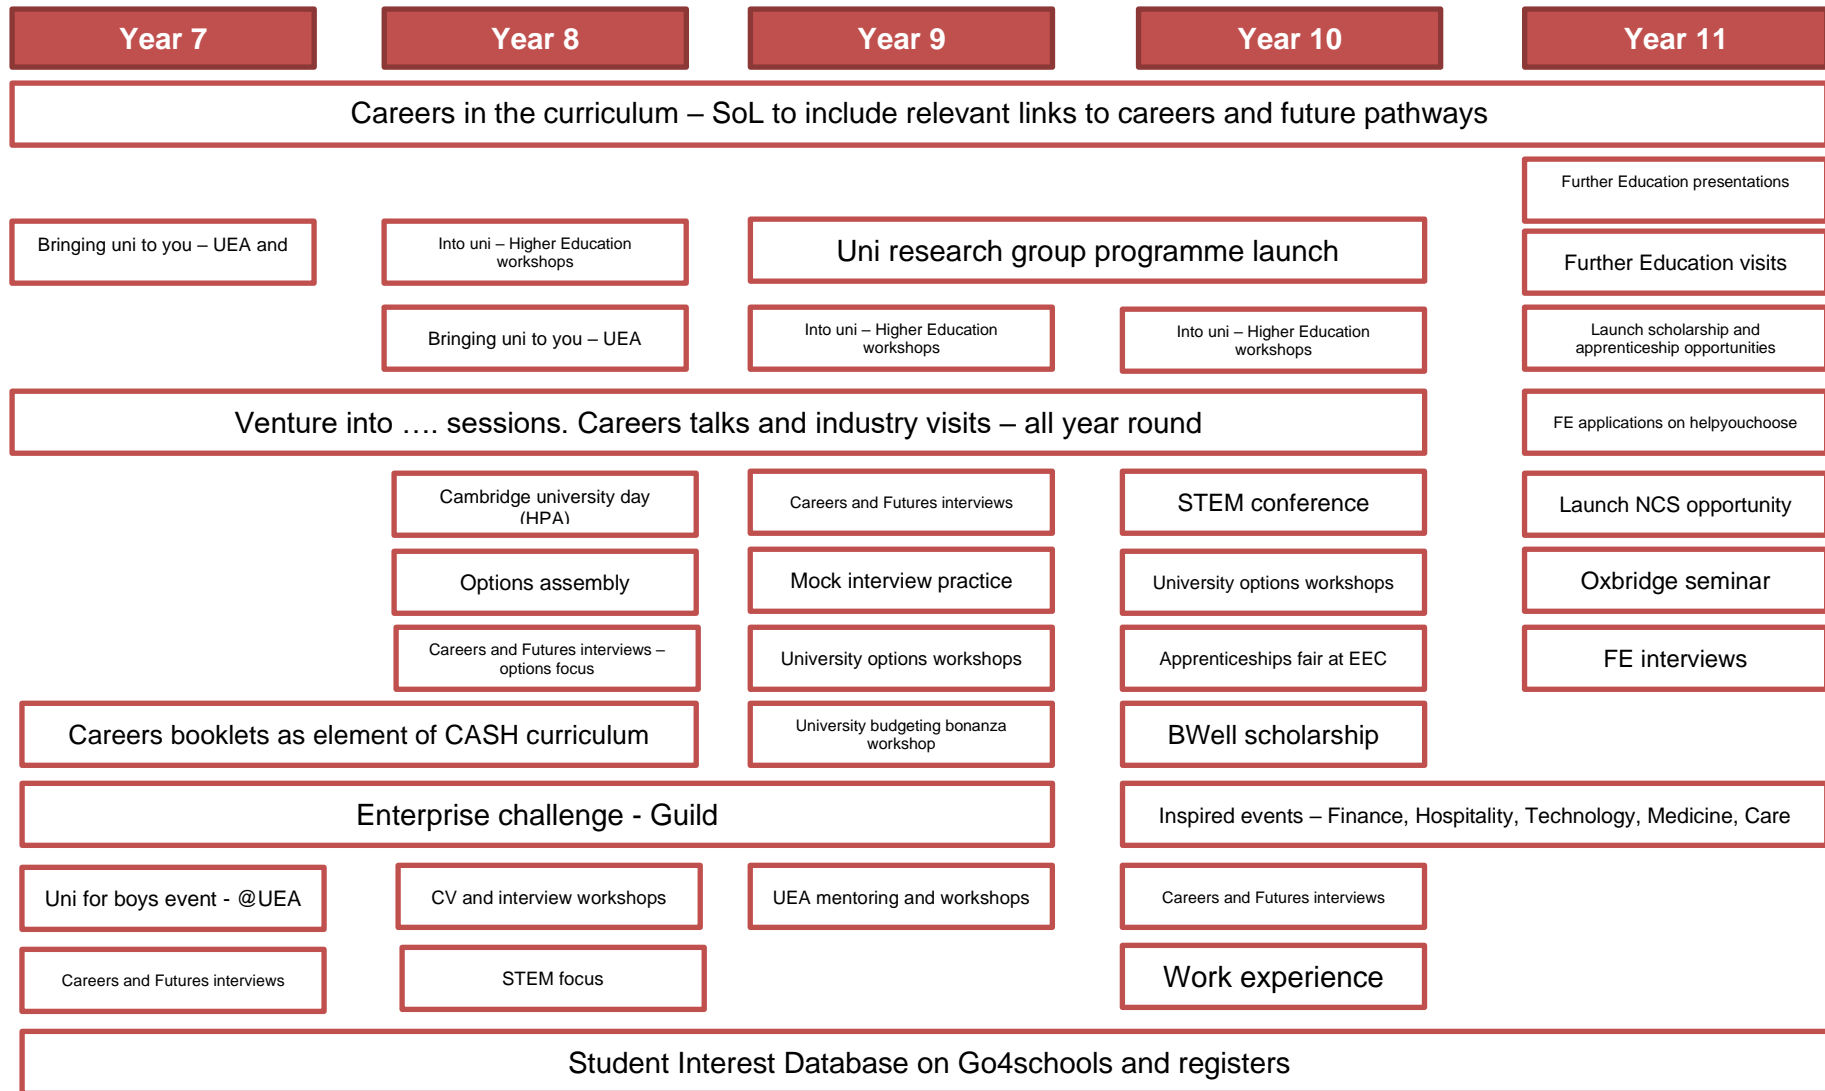 Year 7
Year 8
Year 9
Year 10
Year 11
Careers in the curriculum – SoL to include relevant links to careers and future pathways
Further Education presentations
Bringing uni to you – UEA and
Into uni – Higher Education
workshops
Uni research group programme launch
Further Education visits
Bringing uni to you – UEA
Into uni – Higher Education
workshops
Into uni – Higher Education
workshops
Launch scholarship and
apprenticeship opportunities
Venture into …. sessions. Careers talks and industry visits – all year round
FE applications on helpyouchoose
Cambridge university day
(HPA)
Careers and Futures interviews
STEM conference
Launch NCS opportunity
Options assembly
Mock interview practice
University options workshops
Oxbridge seminar
Careers and Futures interviews –
options focus
University options workshops
Apprenticeships fair at EEC
FE interviews
Careers booklets as element of CASH curriculum
University budgeting bonanza
workshop
BWell scholarship
Enterprise challenge - Guild
Inspired events – Finance, Hospitality, Technology, Medicine, Care
Uni for boys event - @UEA
CV and interview workshops
UEA mentoring and workshops
Careers and Futures interviews
Careers and Futures interviews
STEM focus
Work experience
Student Interest Database on Go4schools and registers